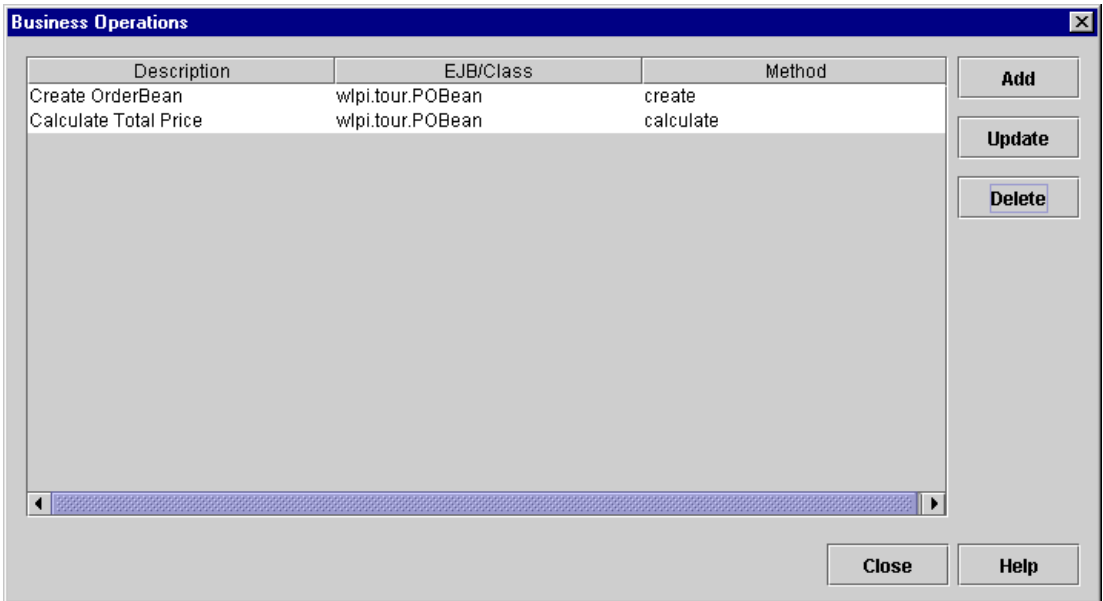 Business Operations
Description EJB/Class Method
Create OrderBean wlpi.tour.POBean create
Calculate Total Price wlpi.tour.POBean calculate
Add
Update
Delete
Close Help